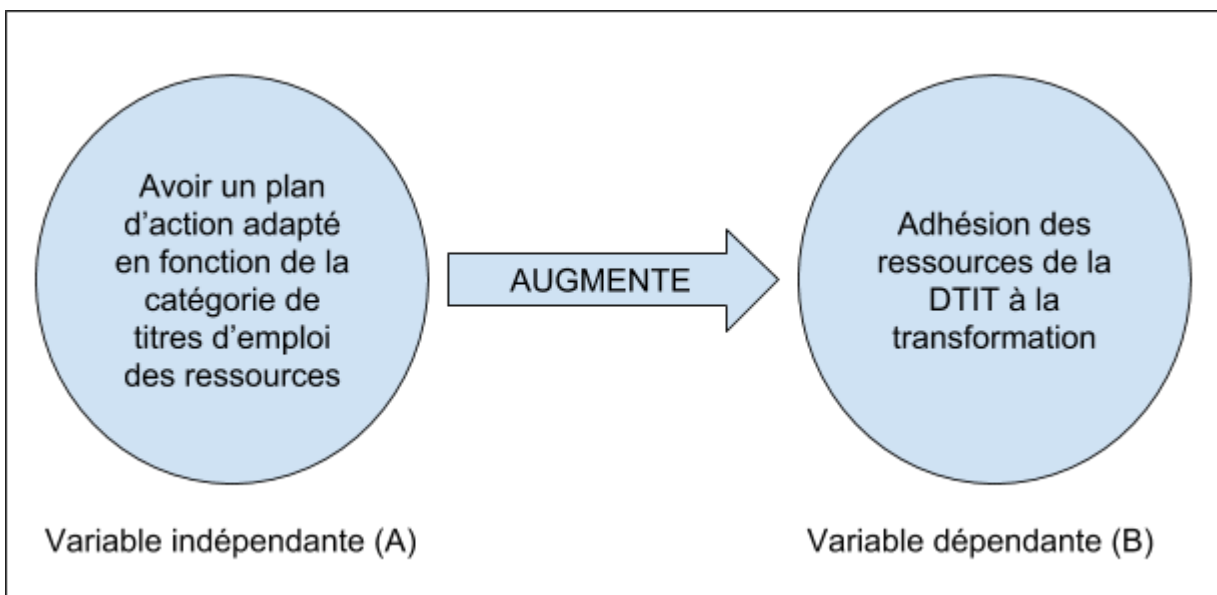 Avoir un plan
d'action adapté
en fonction de la
catégorie de
titres d'emploi
des ressources
AUGMENTE
Adhésion des
ressources de la
DTIT à la
transformation
Variable indépendante (A)
Variable dépendante (B)